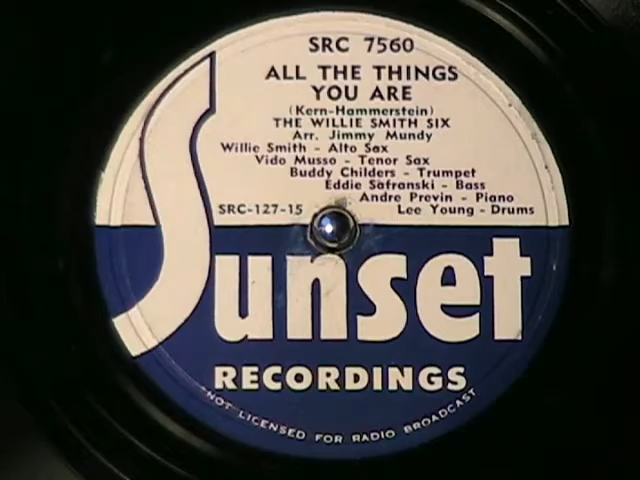 SRC 7560
ALL THE THINGS
YOU ARE
(Kern-Hammerstein)
THE WILLIE SMITH SIX
Arr. Jimmy Mundy
Willie Smith - Alto Sax
Vido Musso - Tenor Sax
Buddy Childers - Trumpet
Eddie Safranski - Bass
Andre Previn - Piano
SRC-127-15 Lee Young - Drums
Sunset
RECORDINGS
NOT LICENSED FOR RADIO BROADCAST